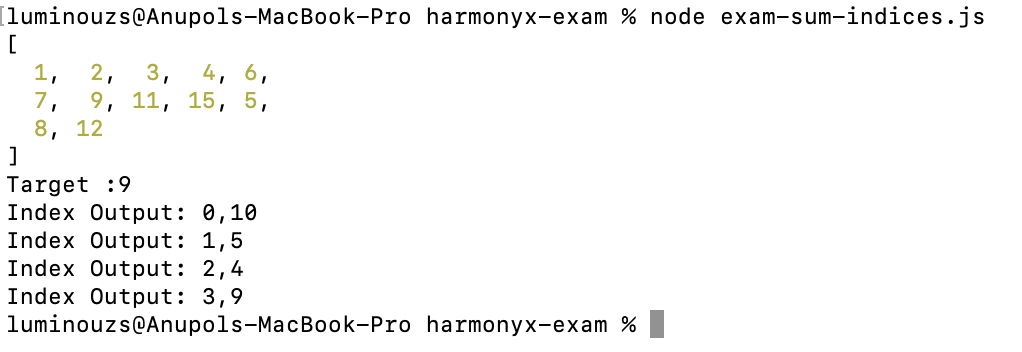 luminouzs@Anupols-MacBook-Pro harmonyx-exam % node exam-sum-indices.js
[
  1,  2,  3,  4, 6,
  7,  9, 11, 15, 5,
  8, 12
]
Target :9
Index Output: 0,10
Index Output: 1,5
Index Output: 2,4
Index Output: 3,9
luminouzs@Anupols-MacBook-Pro harmonyx-exam %